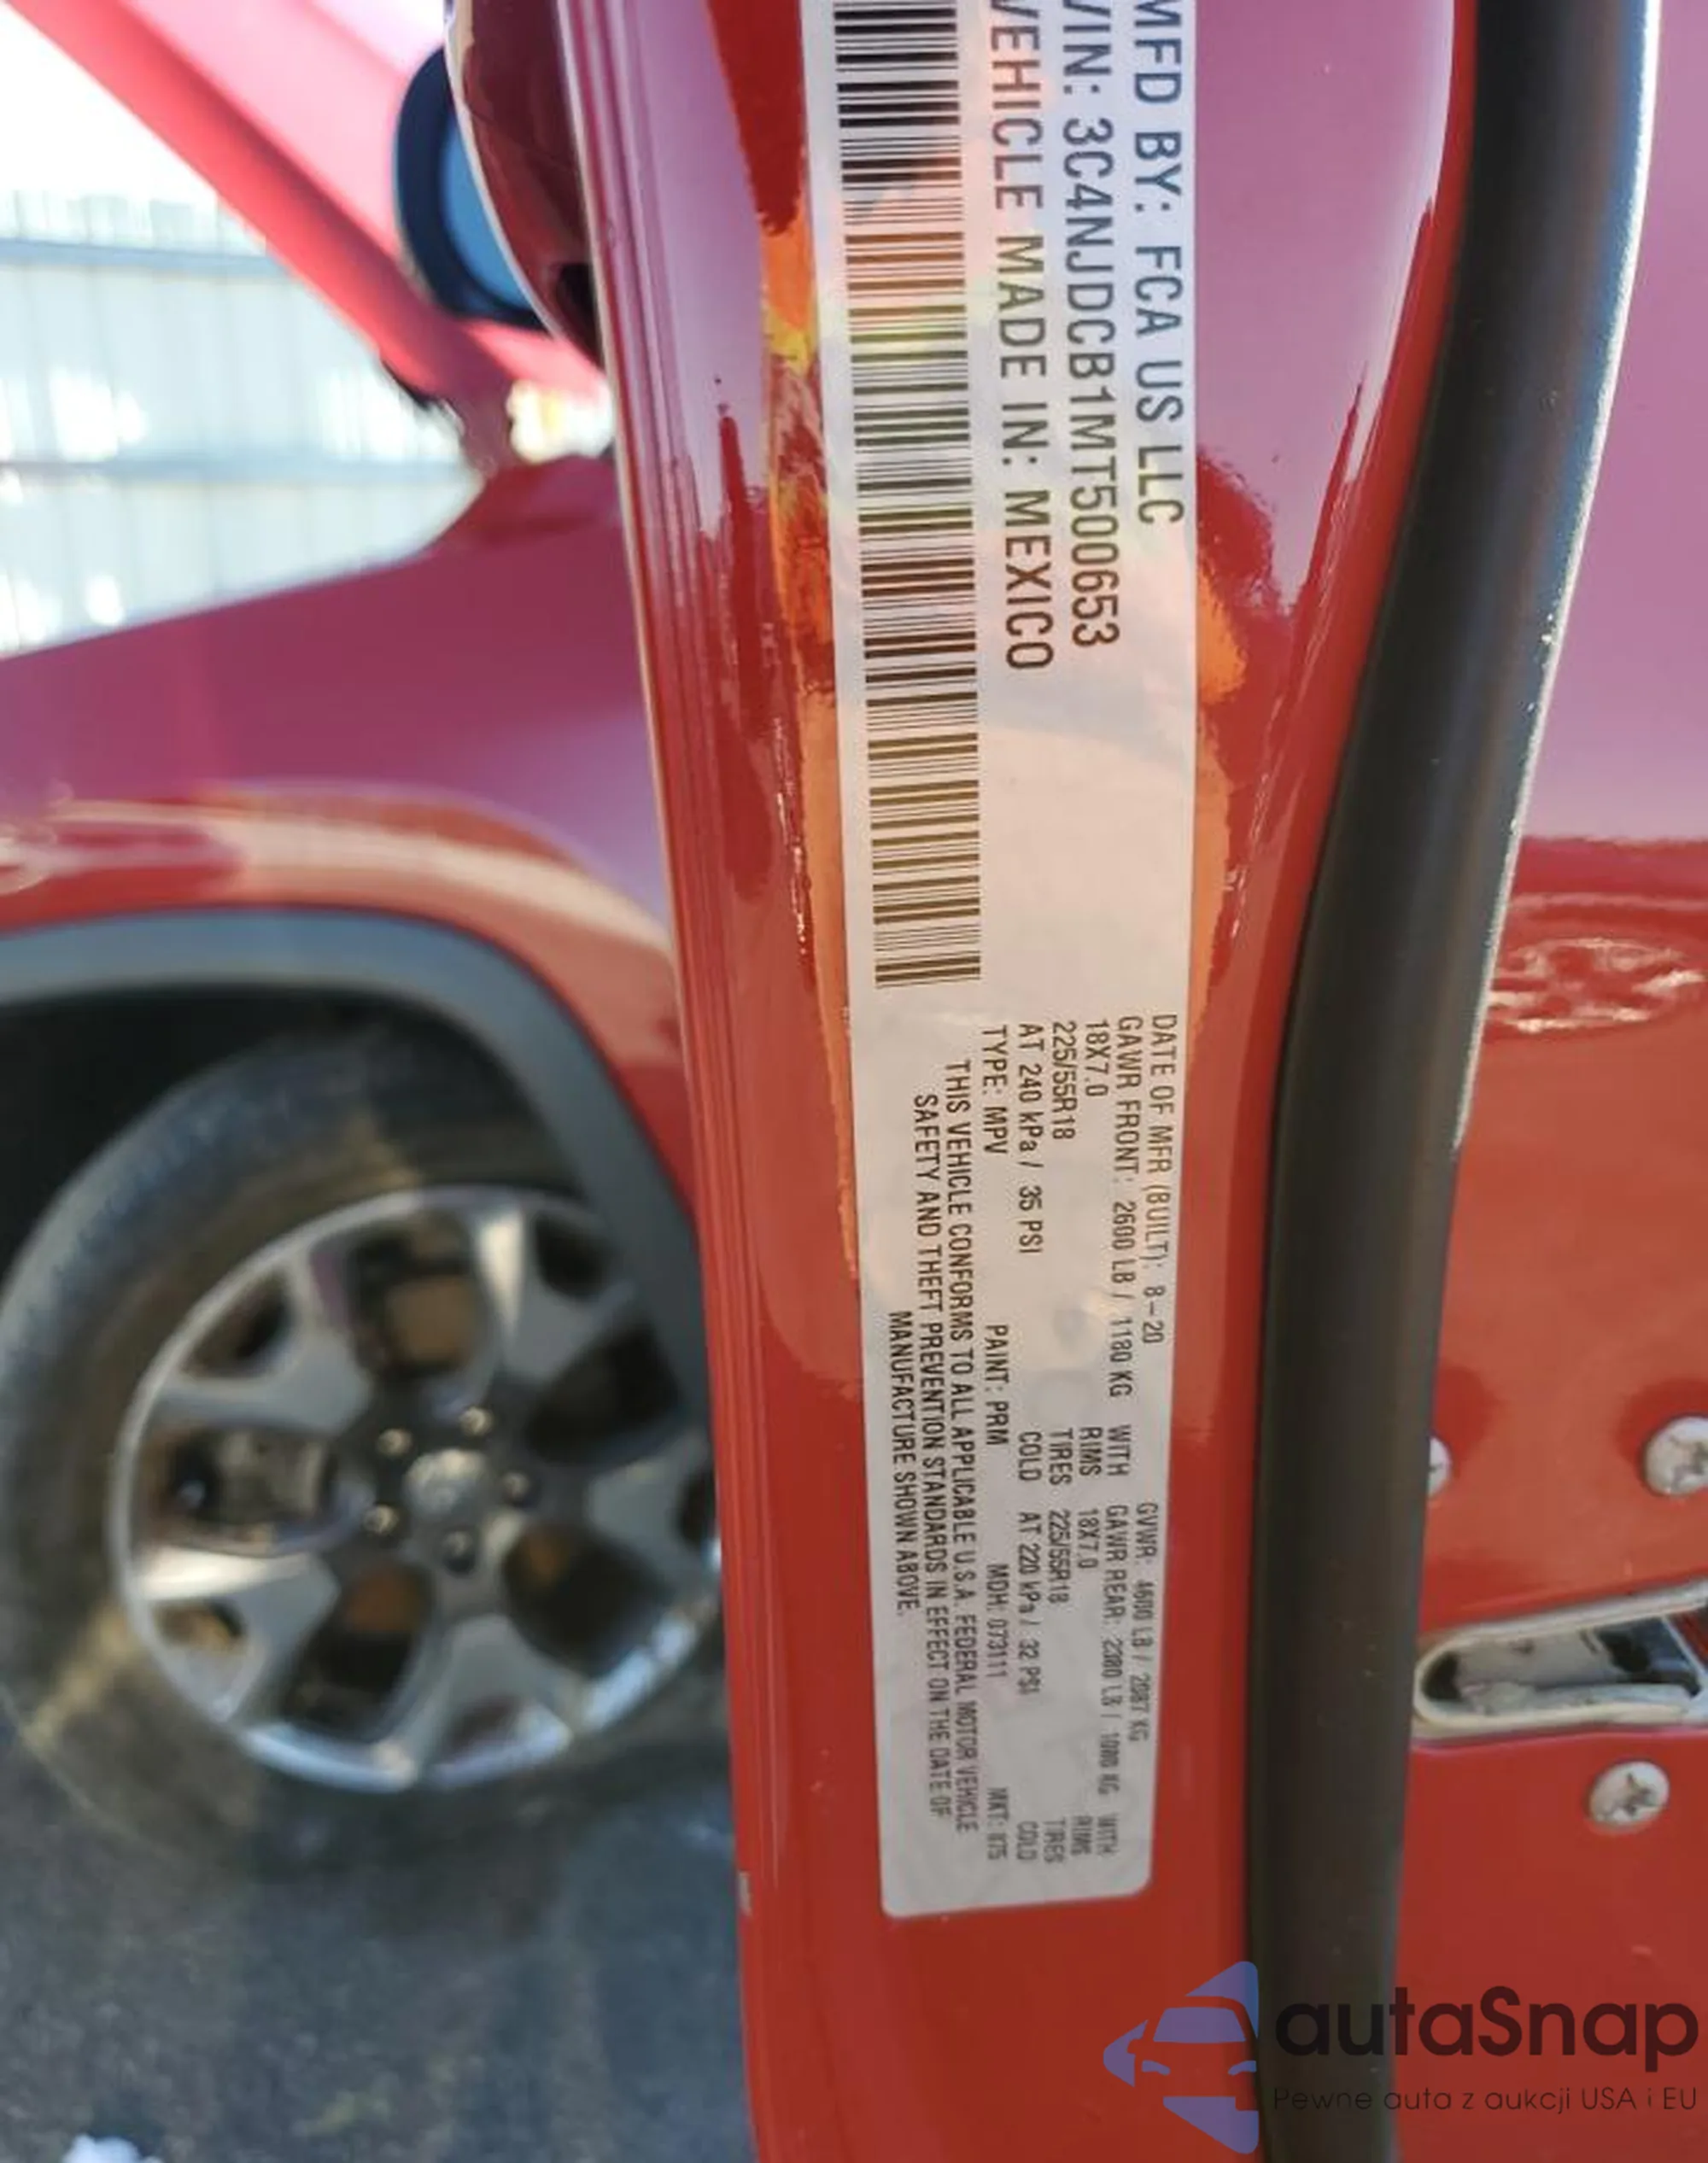 MFD BY: FCA US LLC
VIN: 3C4NJDCB1MT500653
VEHICLE MADE IN: MEXICO
DATE OF MFR (BUILT): 8-20 GVWR: 4600 LB / 2087 KG
GAWR FRONT: 2600 LB / 1180 KG WITH GAWR REAR: 2380 LB / 1080 KG WITH
18X7.0 RIMS 18X7.0 RIMS
225/55R18 TIRES 225/55R18 TIRES
AT 240 kPa / 35 PSI COLD AT 220 kPa / 32 PSI COLD
TYPE: MPV PAINT: PRM MDH: 073111 MKT:
THIS VEHICLE CONFORMS TO ALL APPLICABLE U.S.A. FEDERAL MOTOR VEHICLE
SAFETY AND THEFT PREVENTION STANDARDS IN EFFECT ON THE DATE OF
MANUFACTURE SHOWN ABOVE.
autaSnap
Pewne auta z aukcji USA i EU